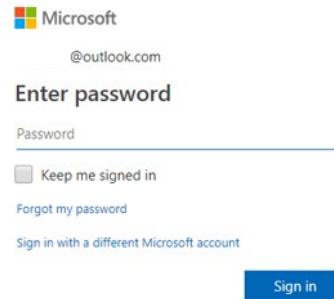 Microsoft
@outlook.com
Enter password
Password
Keep me signed in
Forgot my password
Sign in with a different Microsoft account
Sign in